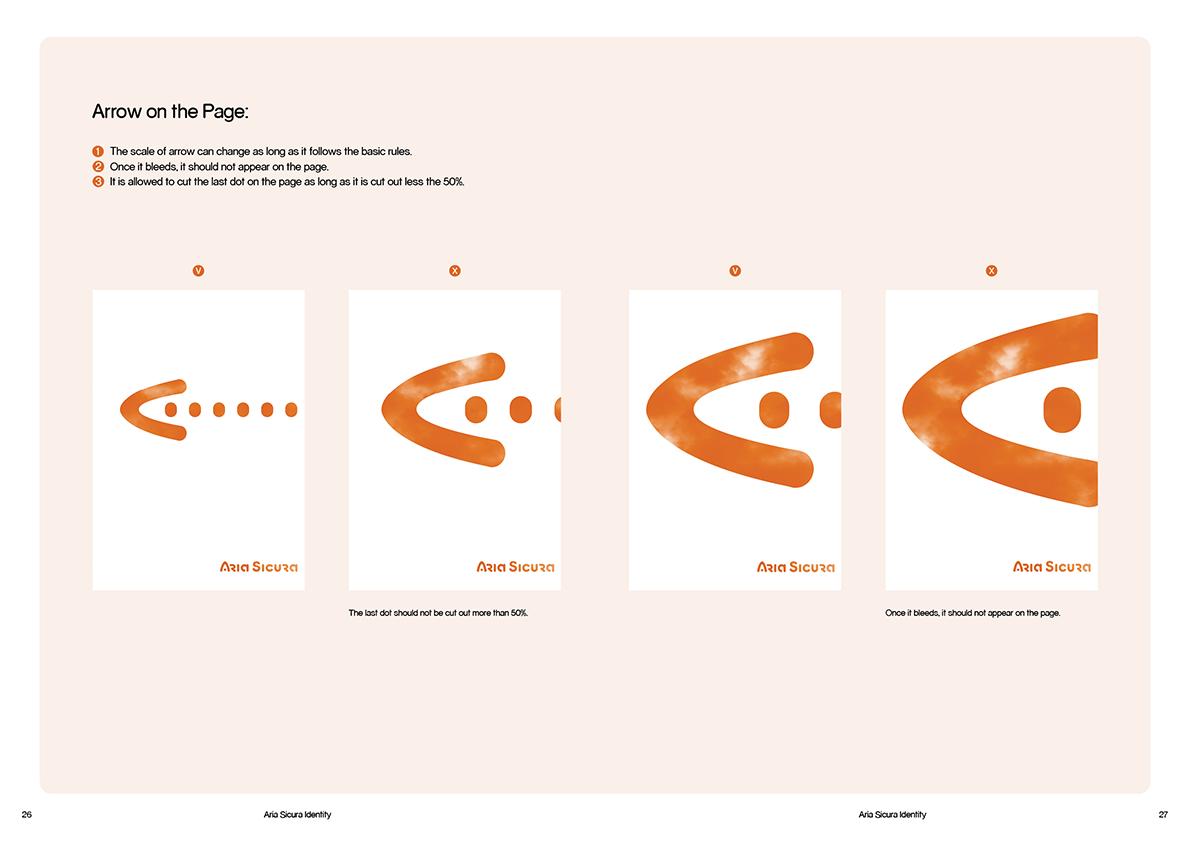 Arrow on the Page:
1 The scale of arrow can change as long as it follows the basic rules.
2 Once it bleeds, it should not appear on the page.
3 It is allowed to cut the last dot on the page as long as it is cut out less the 50%.
V
X
V
X
Aria Sicura
Aria Sicura
Aria Sicura
Aria Sicura
The last dot should not be cut out more than 50%.
Once it bleeds, it should not appear on the page.
26
Aria Sicura Identity
Aria Sicura Identity
27